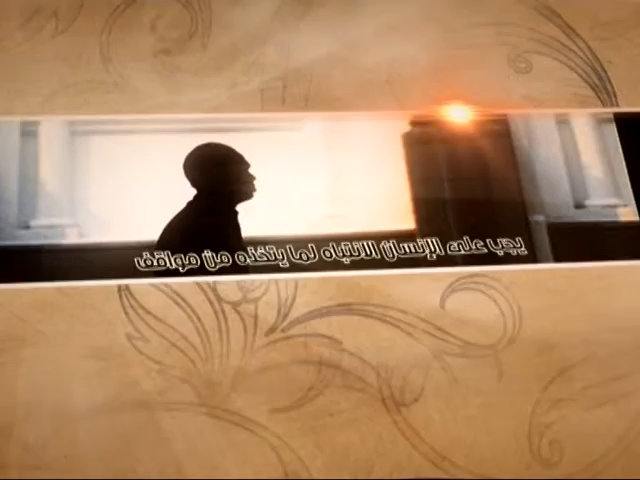 يجب على الإنسان الانتباه لما يتخذه من مواقف